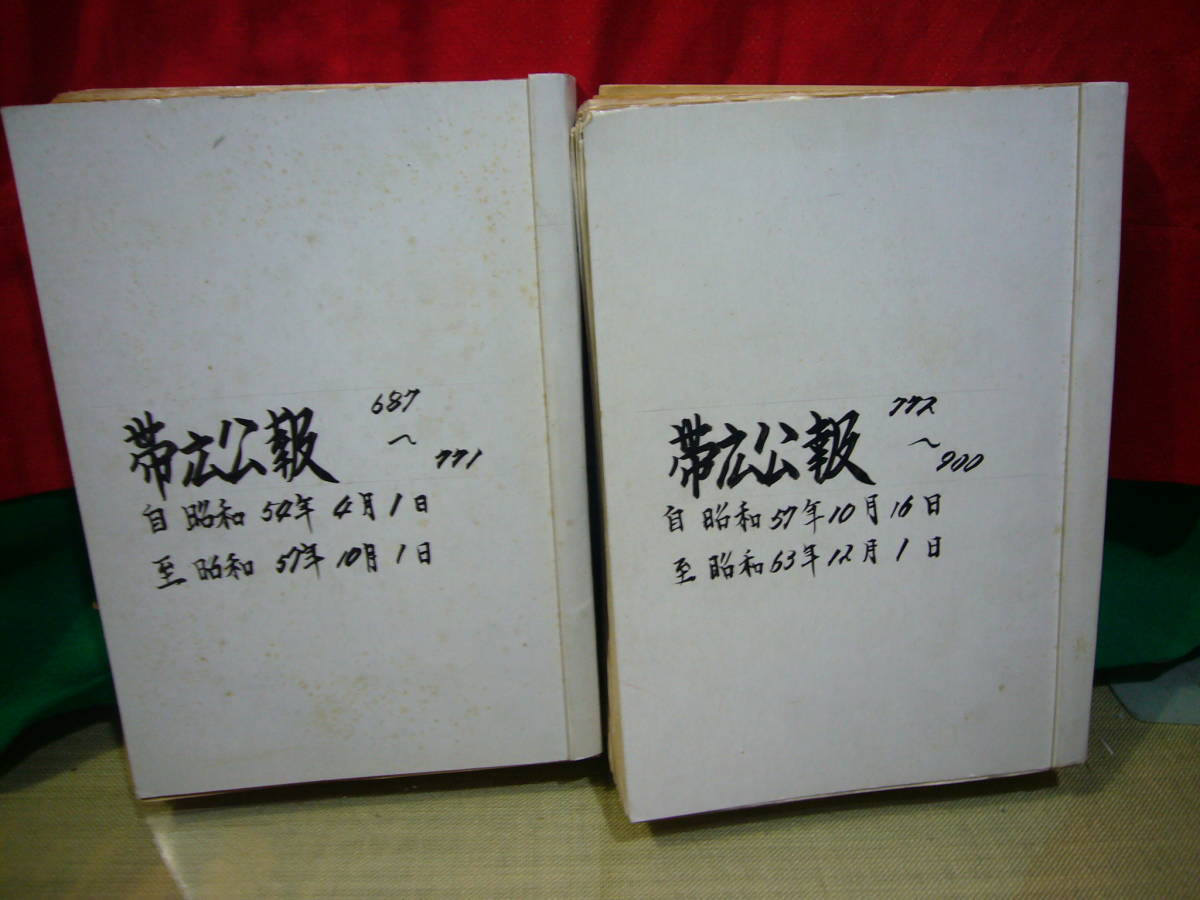 帯広公報 687～771
自昭和54年4月1日
至昭和57年10月1日
帯広公報 772～900
自昭和57年10月16日
至昭和63年12月1日